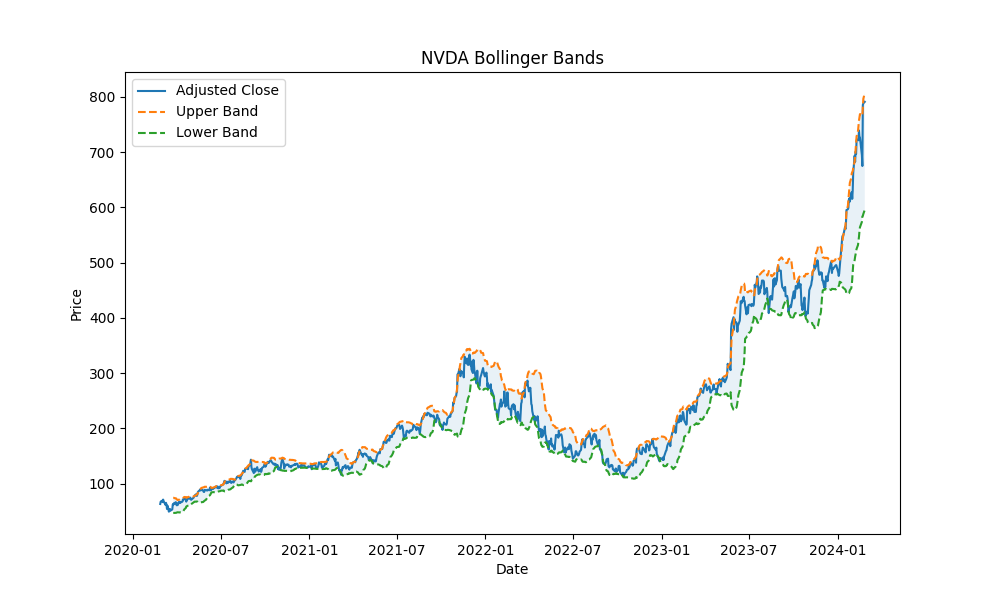 NVDA Bollinger Bands
Adjusted Close
Upper Band
Lower Band
800
700
600
500
400
300
200
100
Price
2020-01 2020-07 2021-01 2021-07 2022-01 2022-07 2023-01 2023-07 2024-01
Date